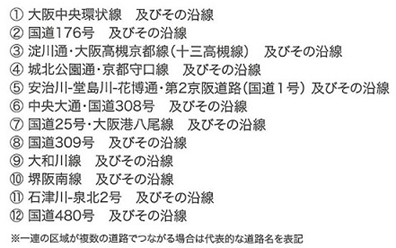 ① 大阪中央環状線　及びその沿線
② 国道176号　及びその沿線
③ 淀川通・大阪高槻京都線（十三高槻線）　及びその沿線
④ 城北公園通・京都守口線　及びその沿線
⑤ 安治川-堂島川-花博通・第2京阪道路（国道1号）及びその沿線
⑥ 中央大通・国道308号　及びその沿線
⑦ 国道25号・大阪港八尾線　及びその沿線
⑧ 国道309号　及びその沿線
⑨ 大和川線　及びその沿線
⑩ 堺阪南線　及びその沿線
⑪ 石津川-泉北2号　及びその沿線
⑫ 国道480号　及びその沿線
※一連の区域が複数の道路でつながる場合は代表的な道路名を表記